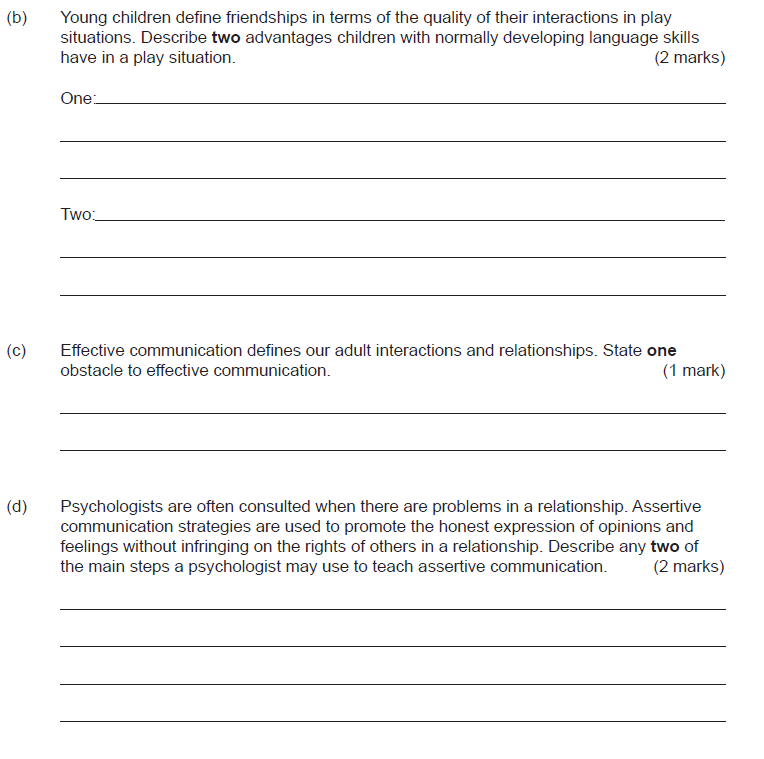 (b) Young children define friendships in terms of the quality of their interactions in play
situations. Describe two advantages children with normally developing language skills
have in a play situation. (2 marks)
One:
Two:
(c) Effective communication defines our adult interactions and relationships. State one
obstacle to effective communication. (1 mark)
(d) Psychologists are often consulted when there are problems in a relationship. Assertive
communication strategies are used to promote the honest expression of opinions and
feelings without infringing on the rights of others in a relationship. Describe any two of
the main steps a psychologist may use to teach assertive communication. (2 marks)